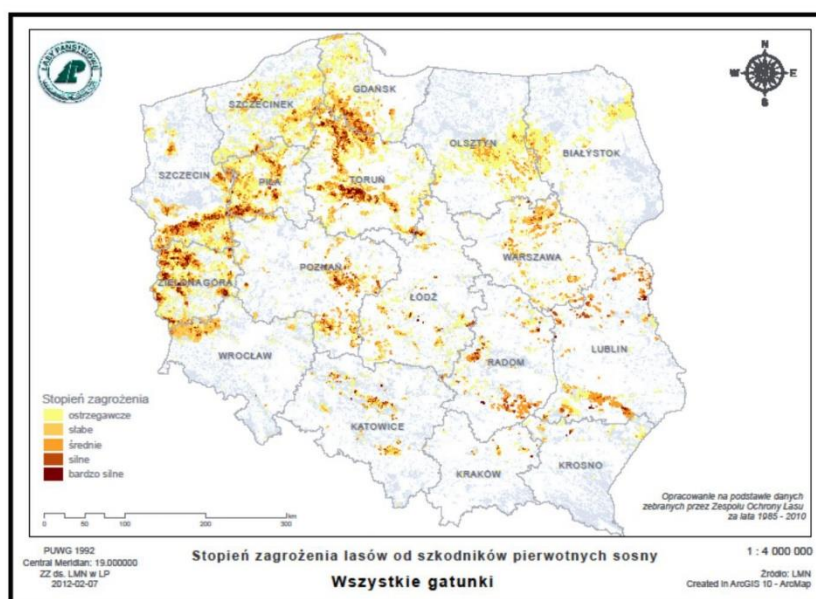 LASY PAŃSTWOWE
N
W E
S
GDAŃSK
SZCZECINEK
OLSZTYN
BIAŁYSTOK
SZCZECIN
PIŁA
TORUŃ
WARSZAWA
POZNAŃ
ZIELONA GÓRA
ŁÓDŹ
WROCŁAW
LUBLIN
RADOM
KATOWICE
KRAKÓW
KROSNO
Stopień zagrożenia
ostrzegawcze
słabe
średnie
silne
bardzo silne
0 50 100 200 300 km
Opracowanie na podstawie danych
zebranych przez Zespołu Ochrony Lasu
za lata 1985 - 2010
PUWG 1992
Central Meridian: 19.000000
ZZ ds. LMN w LP
2012-02-07
Stopień zagrożenia lasów od szkodników pierwotnych sosny
Wszystkie gatunki
1 : 4 000 000
Źródło: LMN
Created in ArcGIS 10 - ArcMap